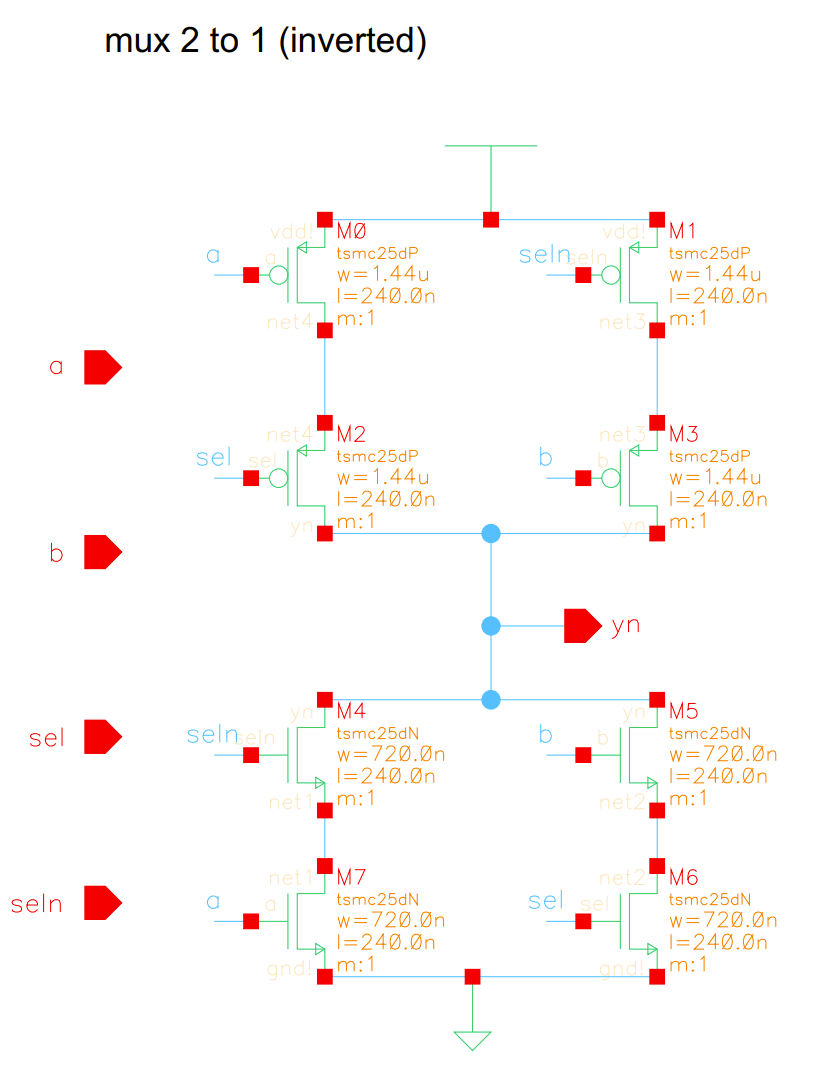 mux 2 to 1 (inverted)
vdd! M0
a a tsmc25dP
w=1.44u
l=240.0n
net4 m:1
vdd! M1
seln seln tsmc25dP
w=1.44u
l=240.0n
net3 m:1
a
net4 M2
sel sel tsmc25dP
w=1.44u
l=240.0n
yn m:1
net3 M3
b b tsmc25dP
w=1.44u
l=240.0n
yn m:1
b
yn
yn M4
seln seln tsmc25dN
w=720.0n
l=240.0n
net1 m:1
yn M5
b b tsmc25dN
w=720.0n
l=240.0n
net2 m:1
sel
net1 M7
a a tsmc25dN
w=720.0n
l=240.0n
gnd! m:1
net2 M6
sel sel tsmc25dN
w=720.0n
l=240.0n
gnd! m:1
seln